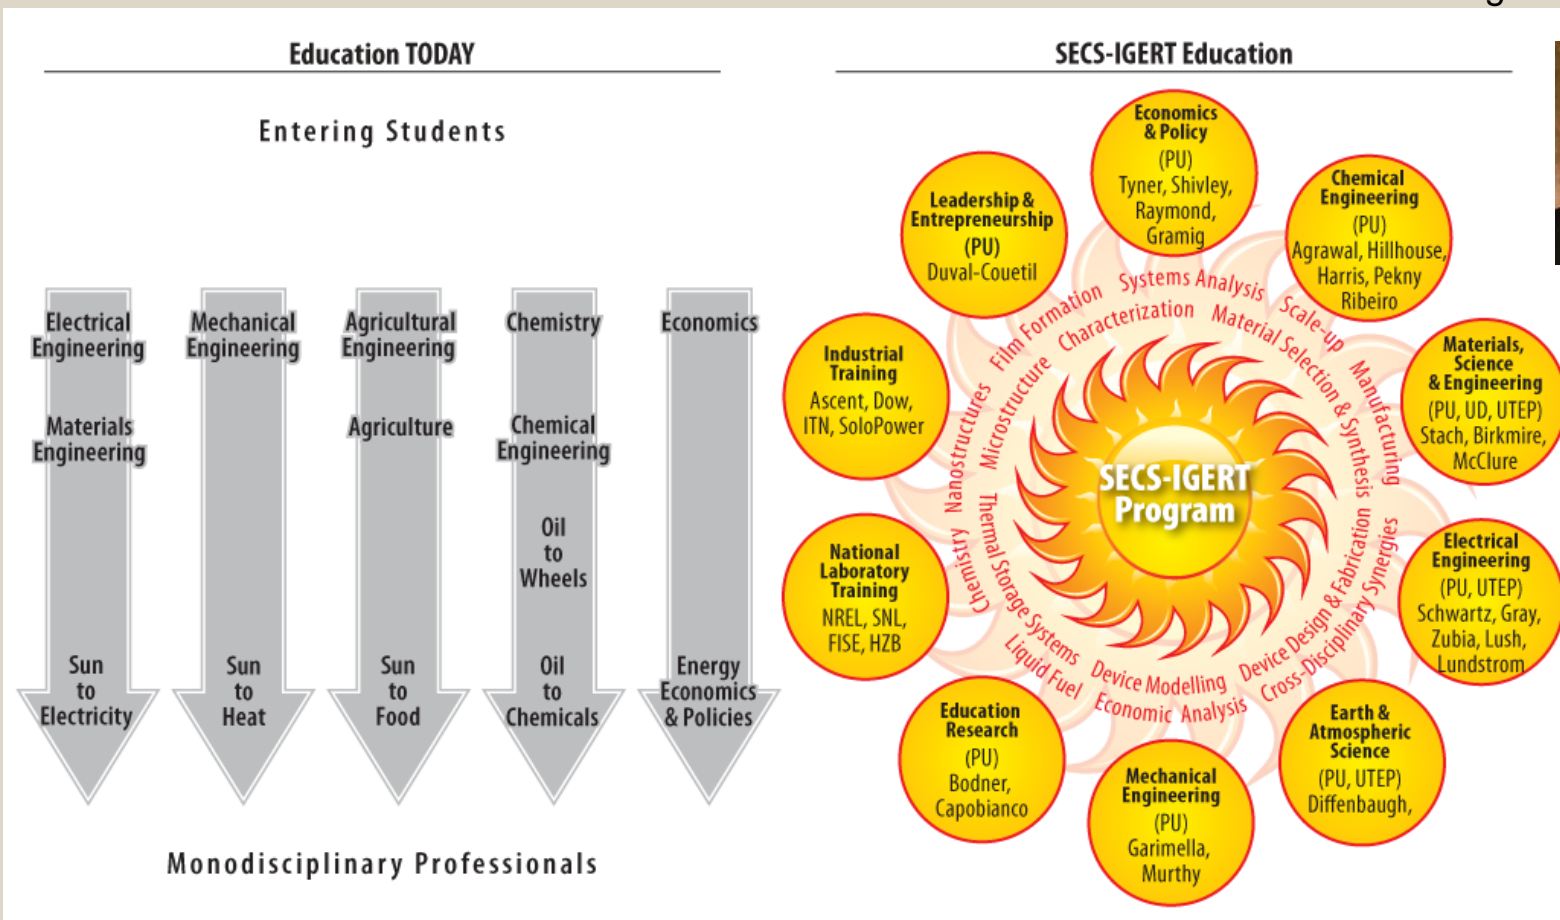 Education TODAY
Entering Students
Electrical
Engineering
Materials
Engineering
Sun
to
Electricity
Mechanical
Engineering
Sun
to
Heat
Agricultural
Engineering
Agriculture
Sun
to
Food
Chemistry
Chemical
Engineering
Oil
to
Wheels
Oil
to
Chemicals
Economics
Energy
Economics
& Policies
Monodisciplinary Professionals
SECS-IGERT Education
Economics
& Policy
(PU)
Tyner, Shivley,
Raymond,
Gramig
Chemical
Engineering
(PU)
Agrawal, Hillhouse,
Harris, Pekny
Ribeiro
Materials,
Science
& Engineering
(PU, UD, UTEP)
Stach, Birkmire,
McClure
Electrical
Engineering
(PU, UTEP)
Schwartz, Gray,
Zubia, Lush,
Lundstrom
Earth &
Atmospheric
Science
(PU, UTEP)
Diffenbaugh,
Mechanical
Engineering
(PU)
Garimella,
Murthy
Education
Research
(PU)
Bodner,
Capobianco
National
Laboratory
Training
NREL, SNL,
FISE, HZB
Industrial
Training
Ascent, Dow,
ITN, SoloPower
Leadership &
Entrepreneurship
(PU)
Duval-Couetil
Chemistry
Nanostructures
Film Formation
Systems Analysis
Scale-up
Manufacturing
Microstructure
Characterization
Material Selection & Synthesis
Thermal Storage Systems
Device Modelling
Device Design & Fabrication
Liquid Fuel
Economic Analysis
Cross-Disciplinary Synergies
SECS-IGERT
Program